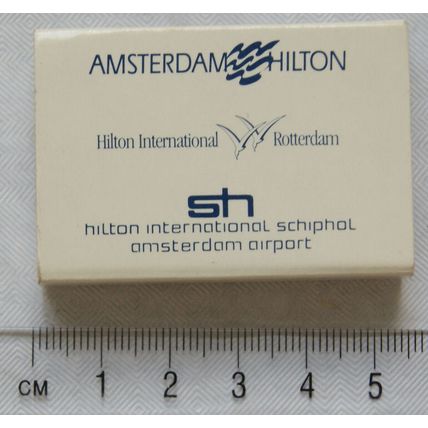 AMSTERDAM HILTON
Hilton International Rotterdam
sh
hilton international schiphol
amsterdam airport
CM 1 2 3 4 5